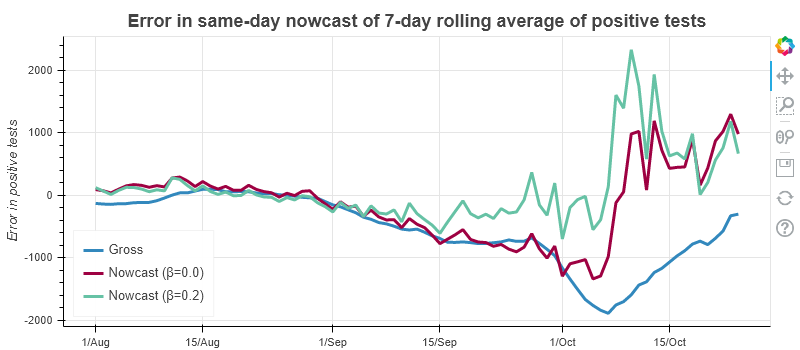 Error in same-day nowcast of 7-day rolling average of positive tests
Error in positive tests
2000
1000
0
-1000
-2000
Gross
Nowcast (β=0.0)
Nowcast (β=0.2)
1/Aug 15/Aug 1/Sep 15/Sep 1/Oct 15/Oct